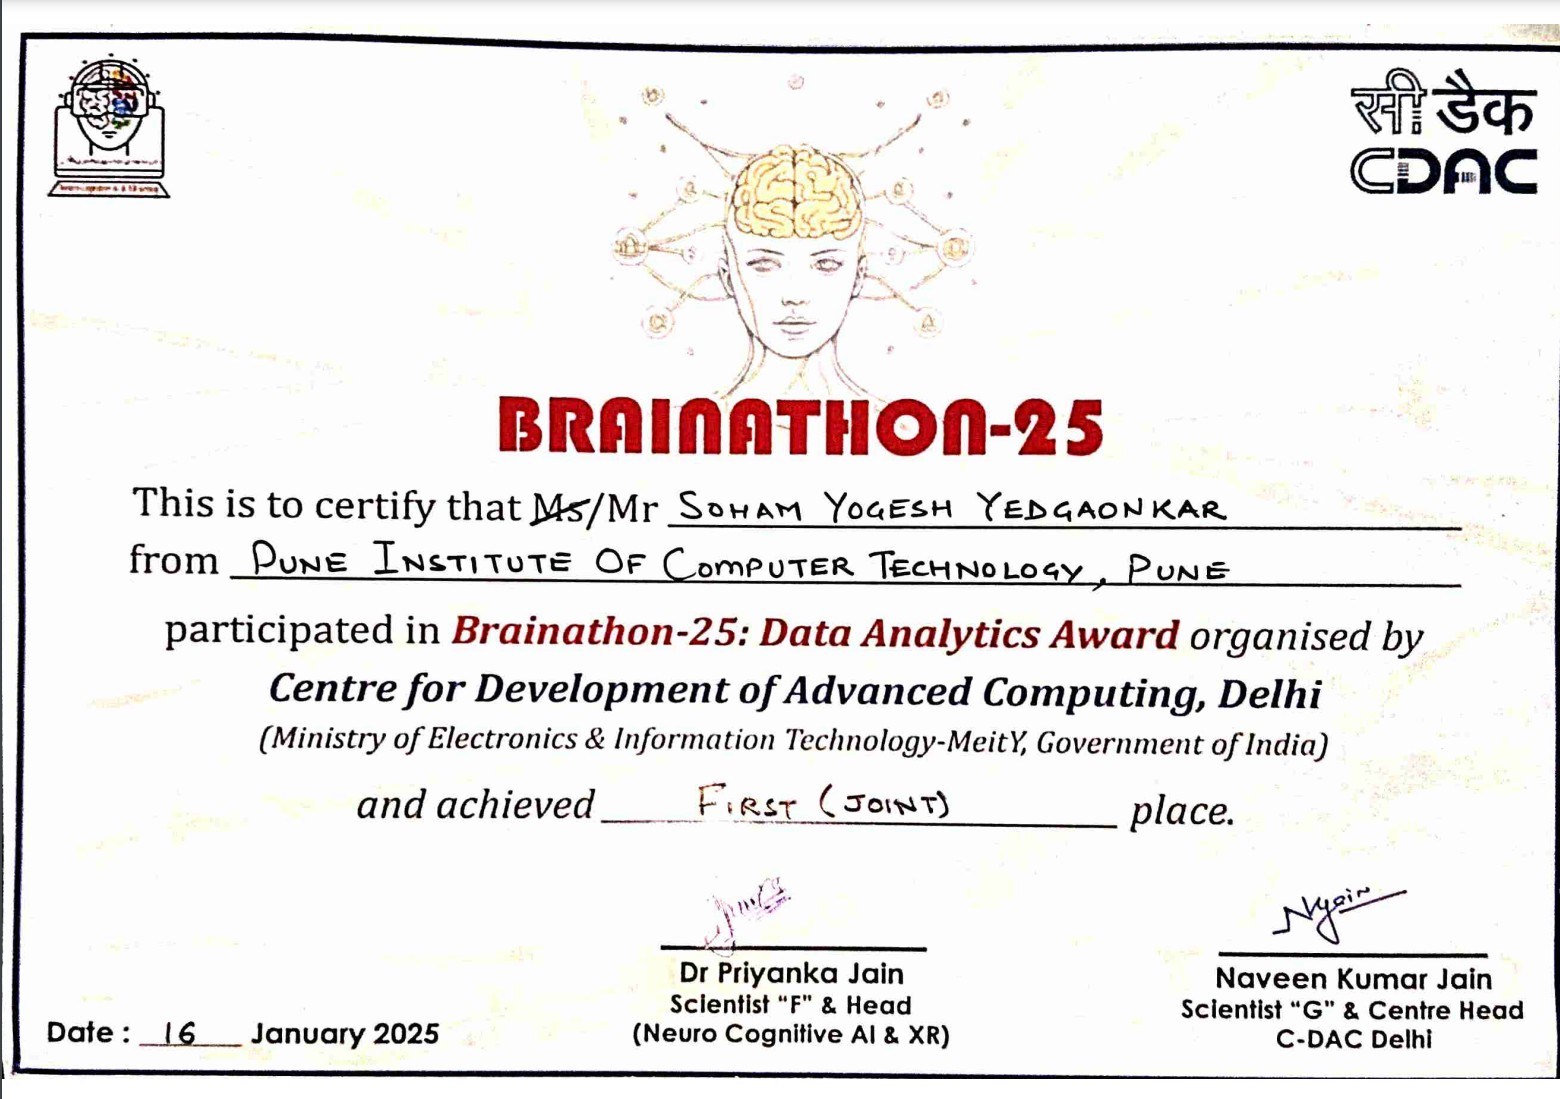 सी डैक
CDAC
BRAINATHON-25
This is to certify that Ms/Mr SOHAM YOGESH YEDGAONKAR
from PUNE INSTITUTE OF COMPUTER TECHNOLOGY, PUNE
participated in Brainathon-25: Data Analytics Award organised by
Centre for Development of Advanced Computing, Delhi
(Ministry of Electronics & Information Technology-MeitY, Government of India)
and achieved FIRST (JOINT) place.
Njain
Dr Priyanka Jain
Scientist "F" & Head
(Neuro Cognitive AI & XR)
Naveen Kumar Jain
Scientist "G" & Centre Head
C-DAC Delhi
Date : 16 January 2025